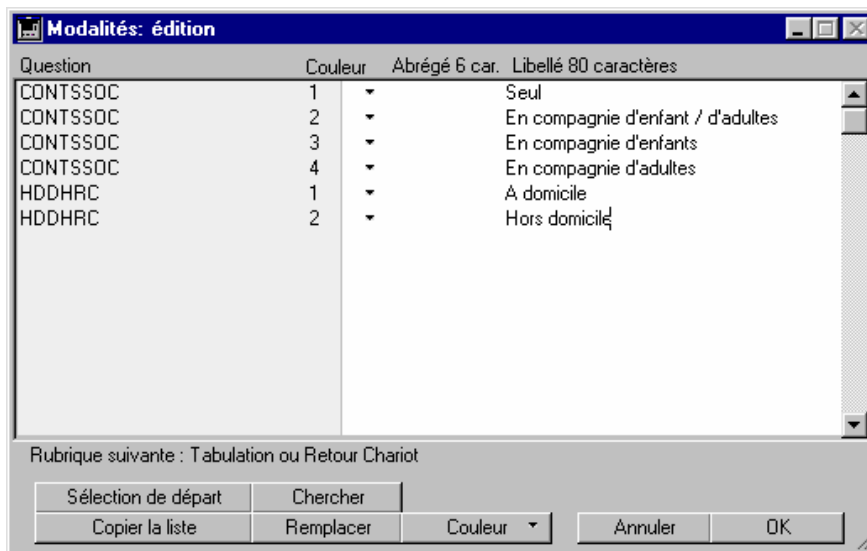 Modalités: édition
Question Couleur Abrégé 6 car. Libellé 80 caractères
CONTSSOC 1 Seul
CONTSSOC 2 En compagnie d'enfant / d'adultes
CONTSSOC 3 En compagnie d'enfants
CONTSSOC 4 En compagnie d'adultes
HDDHRC 1 A domicile
HDDHRC 2 Hors domicile
Rubrique suivante : Tabulation ou Retour Chariot
Sélection de départ Chercher
Copier la liste Remplacer Couleur Annuler OK